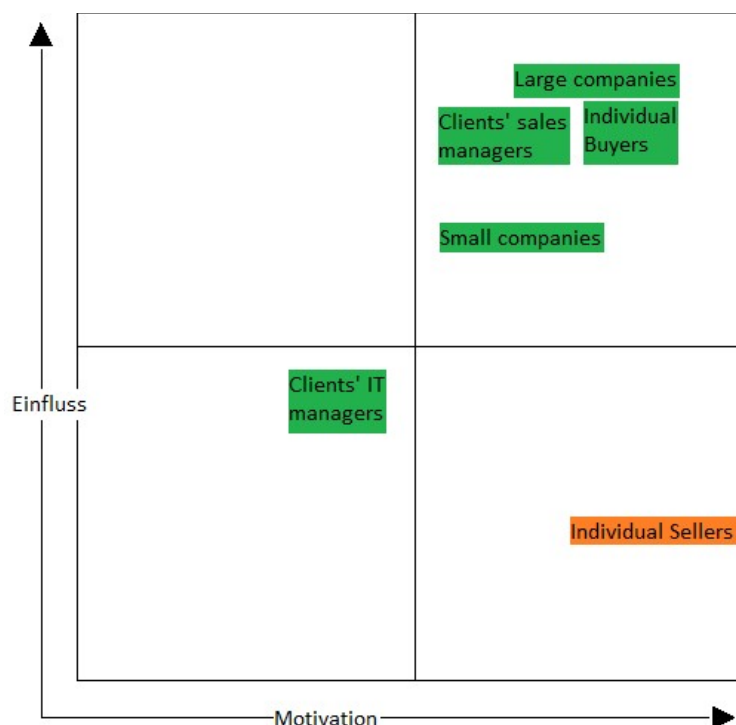 Large companies
Clients' sales
managers
Individual
Buyers
Small companies
Clients' IT
managers
Einfluss
Individual Sellers
Motivation